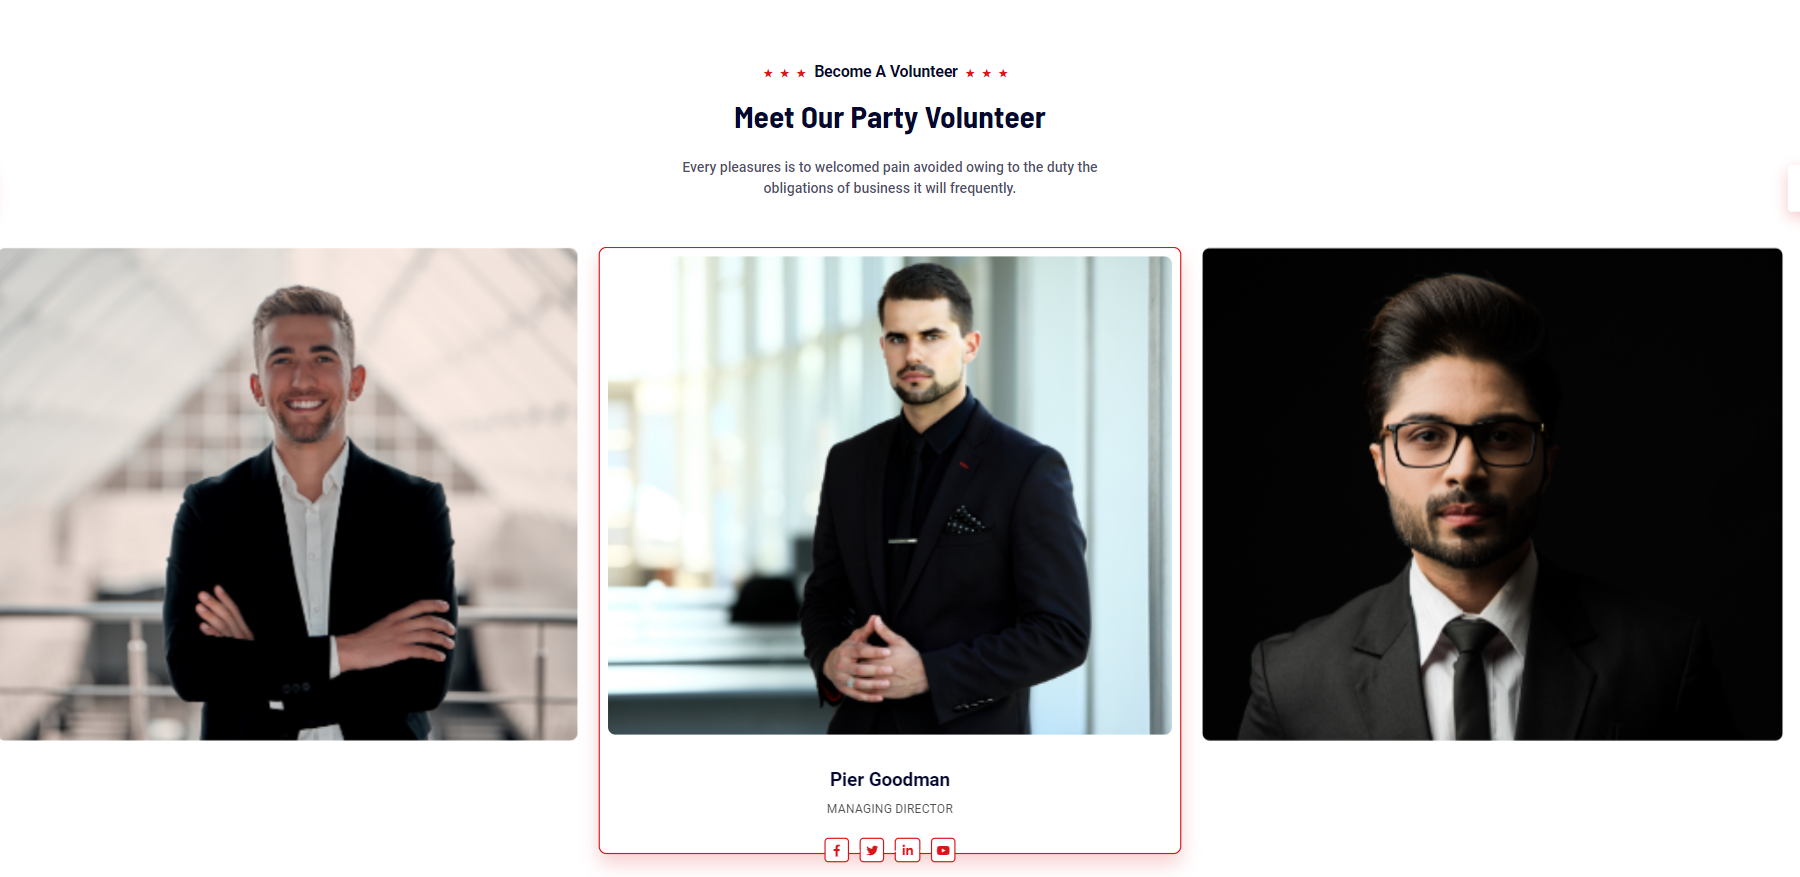 Become A Volunteer
Meet Our Party Volunteer
Every pleasures is to welcomed pain avoided owing to the duty the
obligations of business it will frequently.
Pier Goodman
MANAGING DIRECTOR